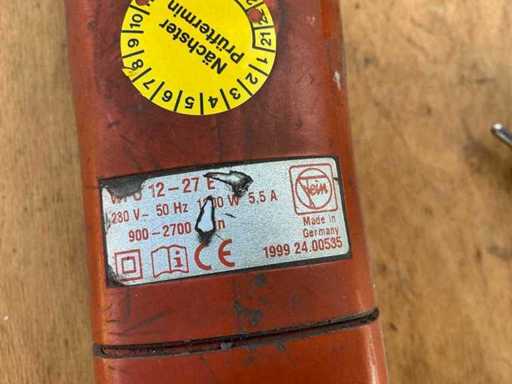 Nächster
Prüftermin
1 2 3 4 5 6 7 8 9 10 12
12-27 E
230 V~ 50 Hz W 5,5 A
900-2700
Fein
Made in
Germany
i CE
1999 24.00535